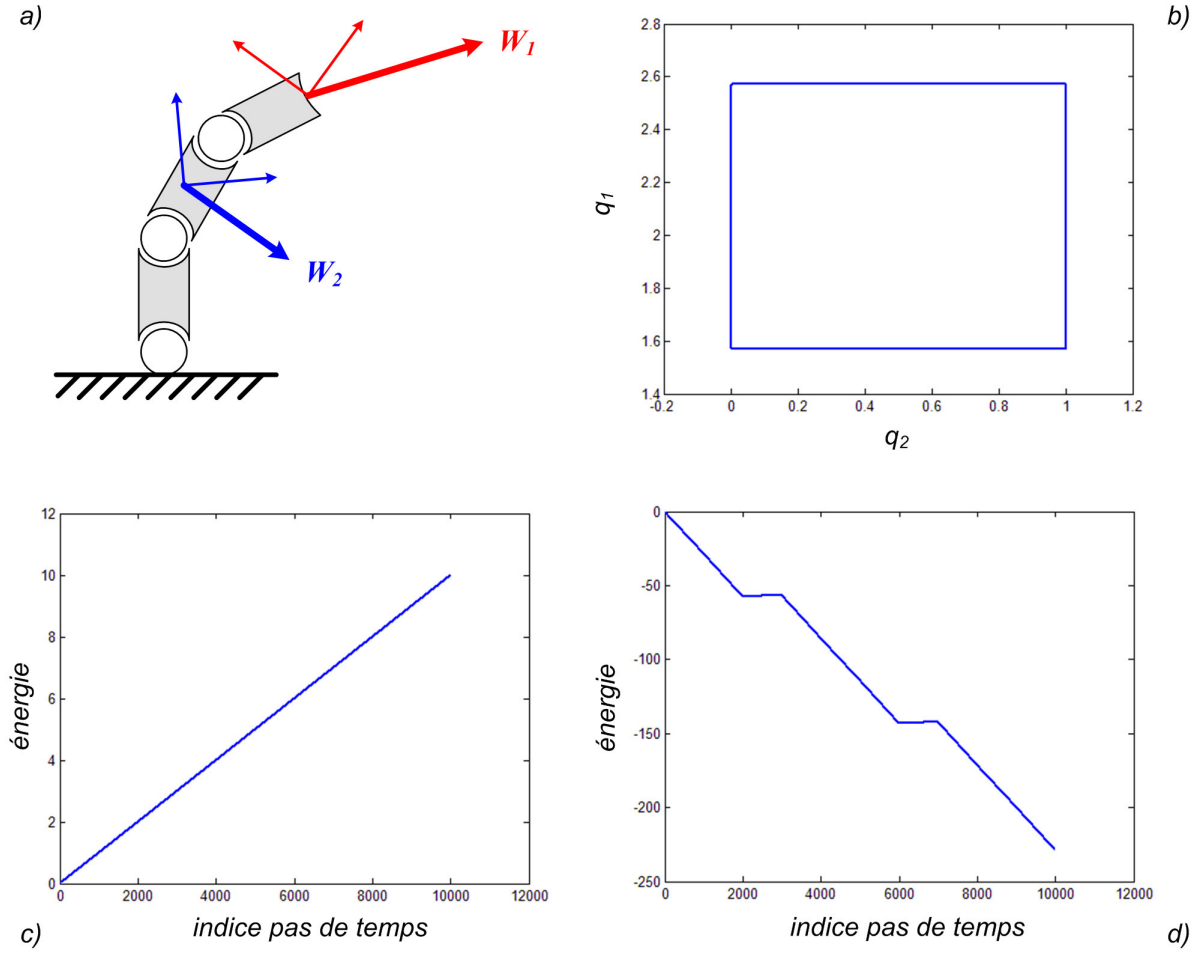 a)
W1
W2
b)
2.8
2.6
2.4
2.2
2
1.8
1.6
1.4
q1
-0.2 0 0.2 0.4 0.6 0.8 1 1.2
q2
12
10
8
6
4
2
0
énergie
0 2000 4000 6000 8000 10000 12000
indice pas de temps
c)
0
-50
-100
-150
-200
-250
énergie
0 2000 4000 6000 8000 10000 12000
indice pas de temps
d)